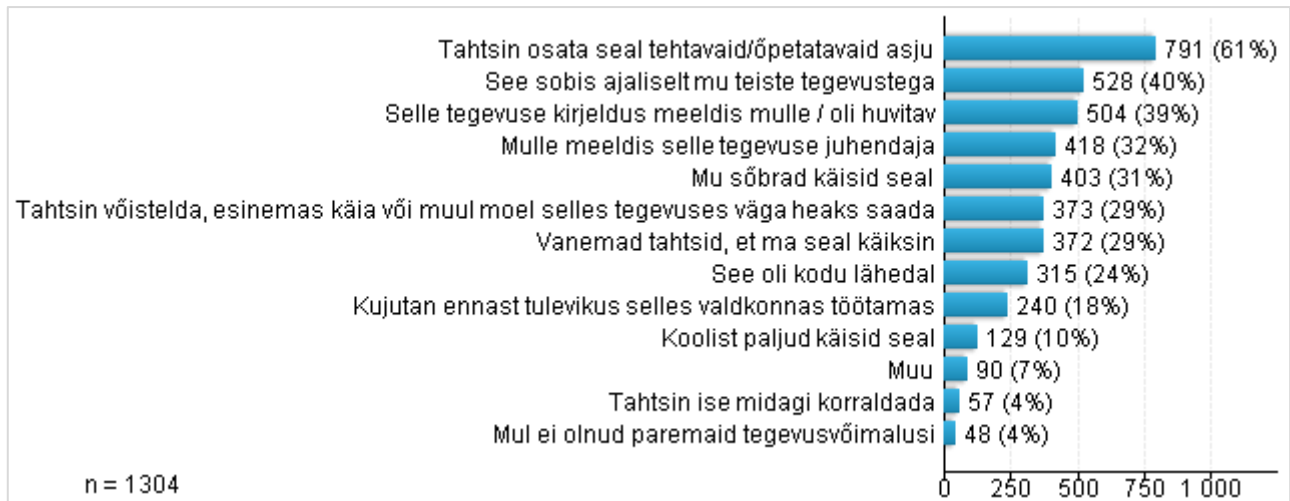 Tahtsin osata seal tehtavaid/õpetatavaid asju 791 (61%)
See sobis ajaliselt mu teiste tegevustega 528 (40%)
Selle tegevuse kirjeldus meeldis mulle / oli huvitav 504 (39%)
Mulle meeldis selle tegevuse juhendaja 418 (32%)
Mu sõbrad käisid seal 403 (31%)
Tahtsin võistelda, esinemas käia või muul moel selles tegevuses väga heaks saada 373 (29%)
Vanemad tahtsid, et ma seal käiksin 372 (29%)
See oli kodu lähedal 315 (24%)
Kujutan ennast tulevikus selles valdkonnas töötamas 240 (18%)
Koolist paljud käisid seal 129 (10%)
Muu 90 (7%)
Tahtsin ise midagi korraldada 57 (4%)
Mul ei olnud paremaid tegevusvõimalusi 48 (4%)
n = 1304
0 250 500 750 1 000